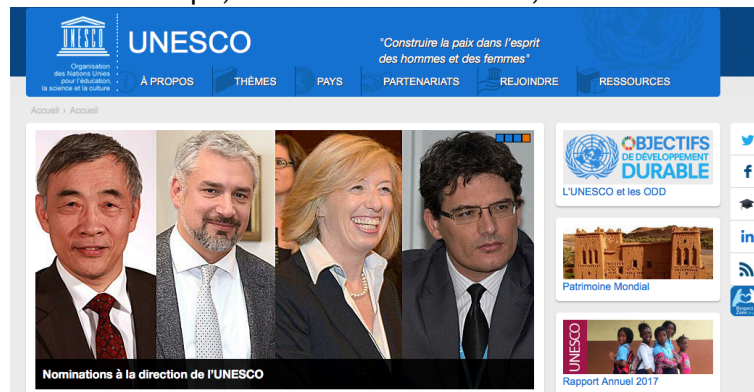 UNESCO
UNESCO
Organisation
des Nations Unies
pour l'éducation,
la science et la culture
"Construire la paix dans l'esprit
des hommes et des femmes"
À PROPOS THÈMES PAYS PARTENARIATS REJOINDRE RESSOURCES
Accueil › Accueil
Nominations à la direction de l'UNESCO
OBJECTIFS
DE DÉVELOPPEMENT
DURABLE
L'UNESCO et les ODD
Patrimoine Mondial
UNESCO
Rapport Annuel 2017